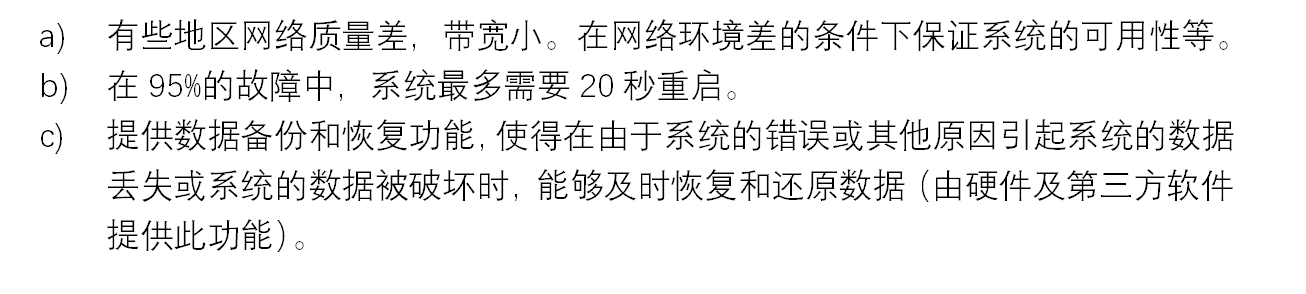 a) 有些地区网络质量差，带宽小。在网络环境差的条件下保证系统的可用性等。
b) 在 95%的故障中，系统最多需要 20 秒重启。
c) 提供数据备份和恢复功能，使得在由于系统的错误或其他原因引起系统的数据
丢失或系统的数据被破坏时，能够及时恢复和还原数据（由硬件及第三方软件
提供此功能）。